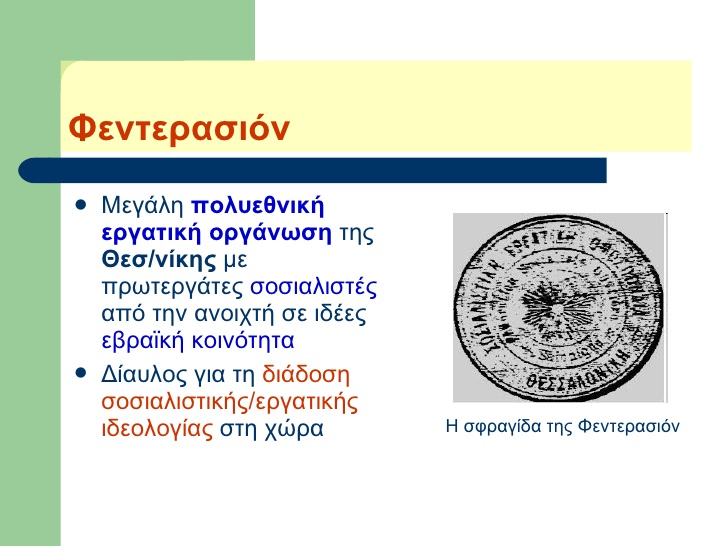 Φεντερασιόν
Μεγάλη πολυεθνική
εργατική οργάνωση της
Θεσ/νίκης με
πρωτεργάτες σοσιαλιστές
από την ανοιχτή σε ιδέες
εβραϊκή κοινότητα
Δίαυλος για τη διάδοση
σοσιαλιστικής/εργατικής
ιδεολογίας στη χώρα
ΘΕΣΣΑΛΟΝΙΚΗ
Η σφραγίδα της Φεντερασιόν